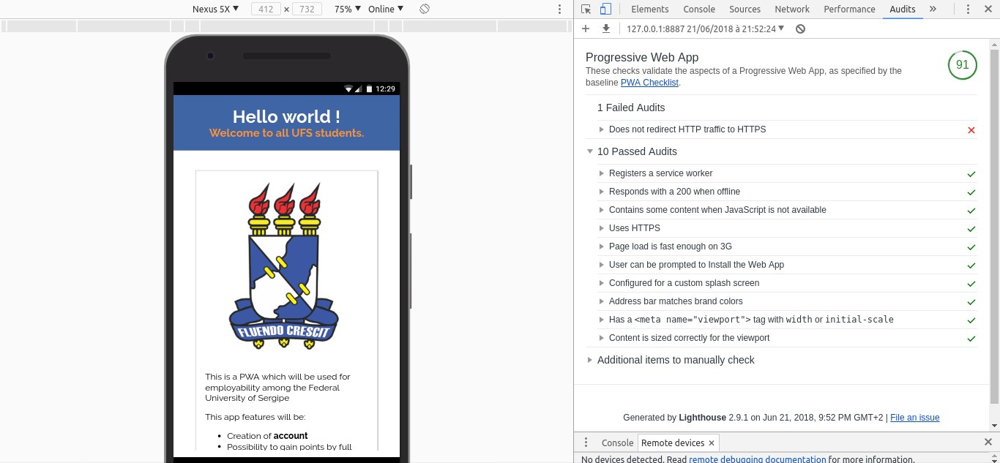 Nexus 5X ▼ 412 × 732 75% ▼ Online ▼
Elements Console Sources Network Performance Audits »
127.0.0.1:8887 21/06/2018 à 21:52:24 ▼
12:29
Hello world !
Welcome to all UFS students.
FLUENDO CRESCIT
This is a PWA which will be used for
employability among the Federal
University of Sergipe
This app features will be:
• Creation of account
• Possibility to gain points by full
Progressive Web App
91
These checks validate the aspects of a Progressive Web App, as specified by the
baseline PWA Checklist.
1 Failed Audits
Does not redirect HTTP traffic to HTTPS
10 Passed Audits
Registers a service worker
Responds with a 200 when offline
Contains some content when JavaScript is not available
Uses HTTPS
Page load is fast enough on 3G
User can be prompted to Install the Web App
Configured for a custom splash screen
Address bar matches brand colors
Has a <meta name="viewport"> tag with width or initial-scale
Content is sized correctly for the viewport
Additional items to manually check
Generated by Lighthouse 2.9.1 on Jun 21, 2018, 9:52 PM GMT+2 | File an issue
Console Remote devices ×
No devices detected. Read remote debugging documentation for more information.